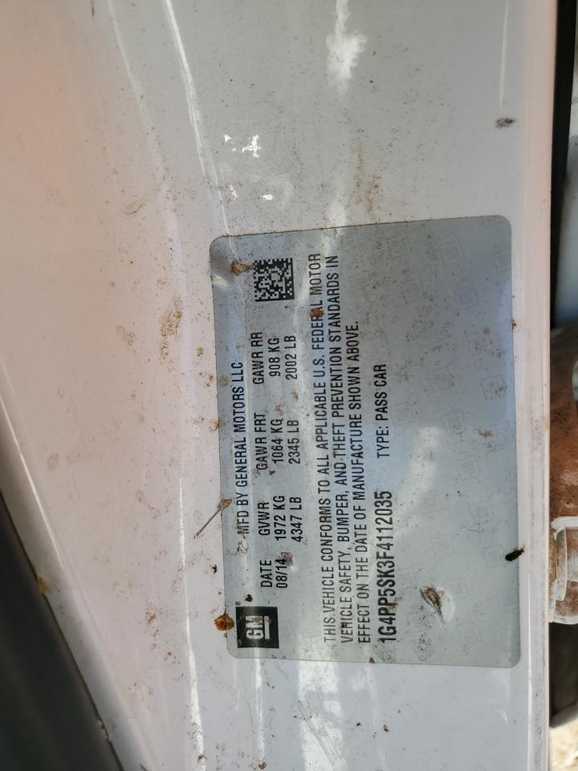 GM
MFD BY GENERAL MOTORS LLC
DATE GVWR GAWR FRT GAWR RR
08/14 1972 KG 1064 KG 908 KG
4347 LB 2345 LB 2002 LB
THIS VEHICLE CONFORMS TO ALL APPLICABLE U.S. FEDERAL MOTOR
VEHICLE SAFETY, BUMPER, AND THEFT PREVENTION STANDARDS IN
EFFECT ON THE DATE OF MANUFACTURE SHOWN ABOVE.
1G4PP5SK3F4112035 TYPE: PASS CAR